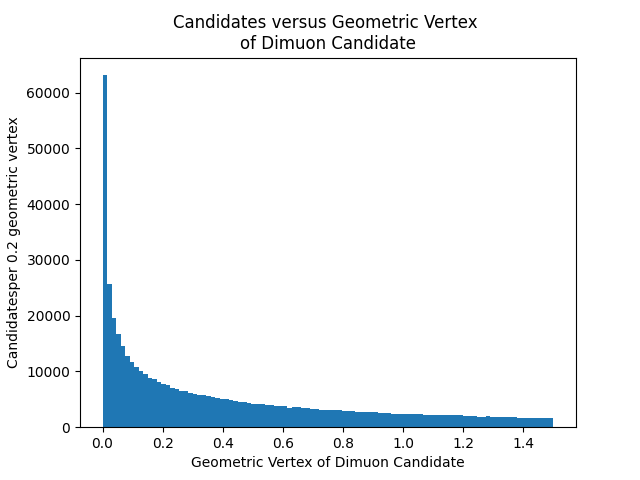 Candidates versus Geometric Vertex
of Dimuon Candidate
Candidatesper 0.2 geometric vertex
60000
50000
40000
30000
20000
10000
0
0.0 0.2 0.4 0.6 0.8 1.0 1.2 1.4
Geometric Vertex of Dimuon Candidate